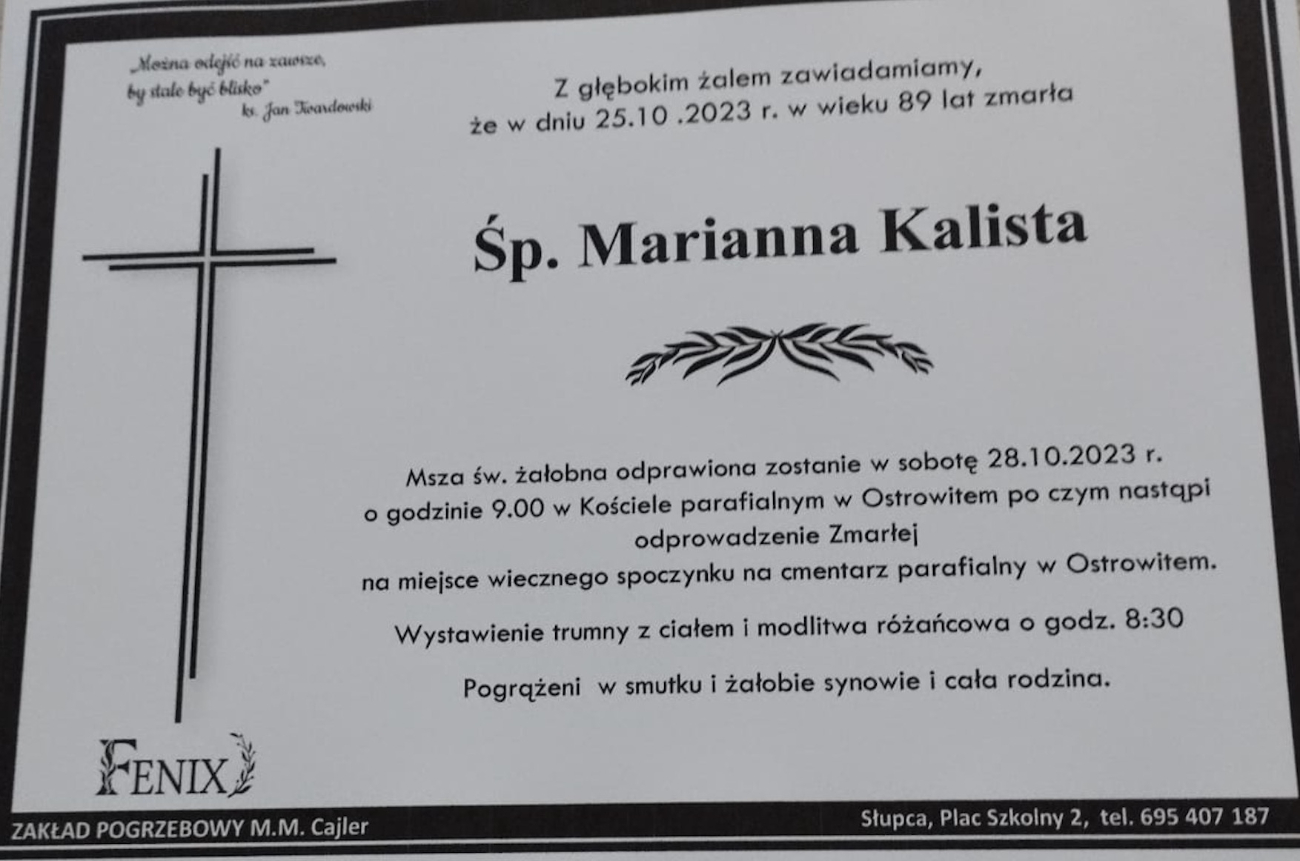 „Można odejść na zawsze,
by stale być blisko"
ks. Jan Twardowski
Z głębokim żalem zawiadamiamy,
że w dniu 25.10 .2023 r. w wieku 89 lat zmarła
Śp. Marianna Kalista
Msza św. żałobna odprawiona zostanie w sobotę 28.10.2023 r.
o godzinie 9.00 w Kościele parafialnym w Ostrowitem po czym nastąpi
odprowadzenie Zmarłej
na miejsce wiecznego spoczynku na cmentarz parafialny w Ostrowitem.
Wystawienie trumny z ciałem i modlitwa różańcowa o godz. 8:30
Pogrążeni w smutku i żałobie synowie i cała rodzina.
FENIX
ZAKŁAD POGRZEBOWY M.M. Cajler
Słupca, Plac Szkolny 2, tel. 695 407 187